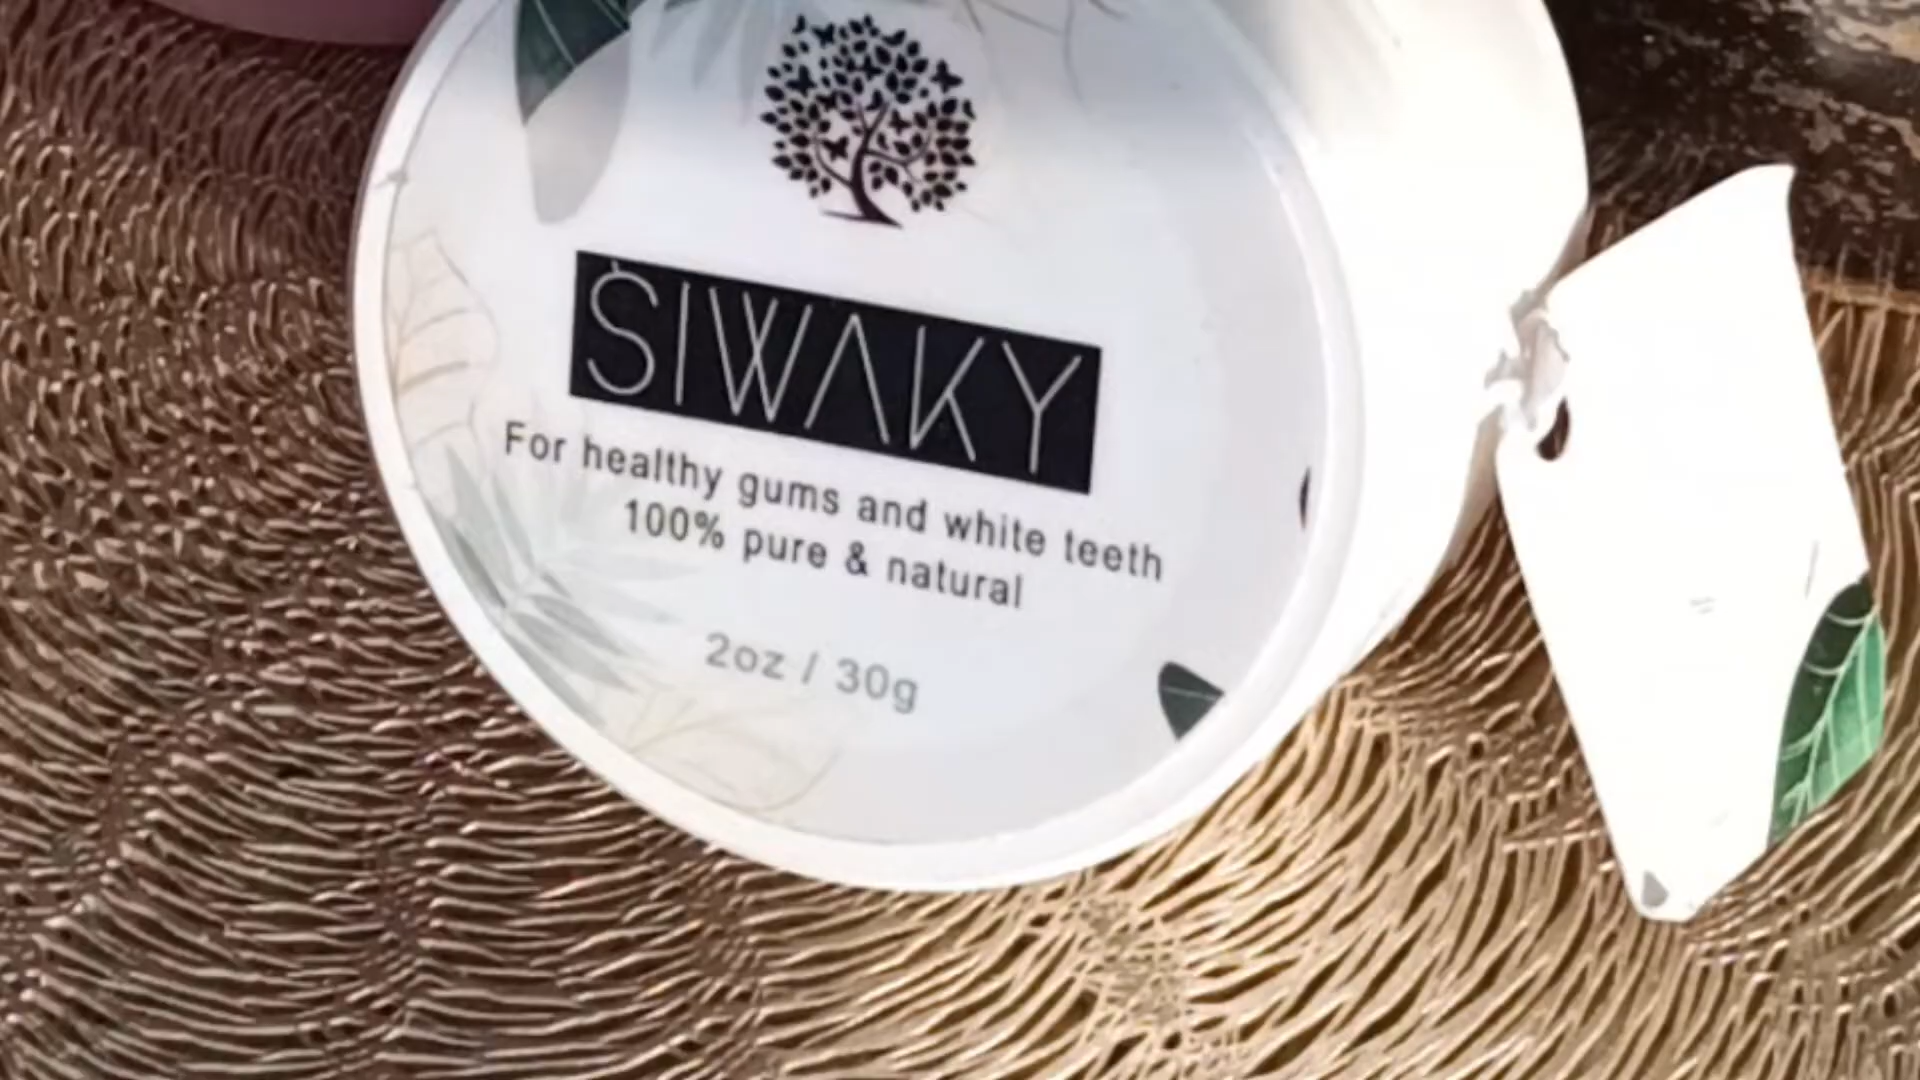 SIWAKY
For healthy gums and white teeth
100% pure & natural
2oz / 30g